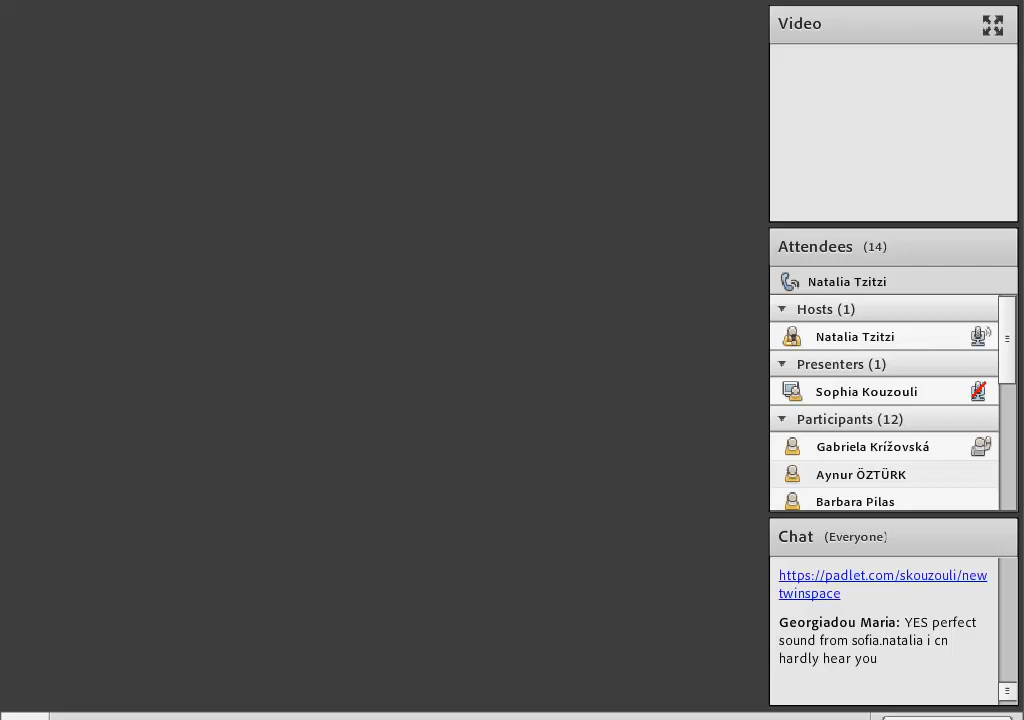 Video
Attendees (14)
Natalia Tzitzi
Hosts (1)
Natalia Tzitzi
Presenters (1)
Sophia Kouzouli
Participants (12)
Gabriela Krížovská
Aynur ÖZTÜRK
Barbara Pilas
Chat (Everyone)
https://padlet.com/skouzouli/new
twinspace
Georgiadou Maria: YES perfect
sound from sofia.natalia i cn
hardly hear you